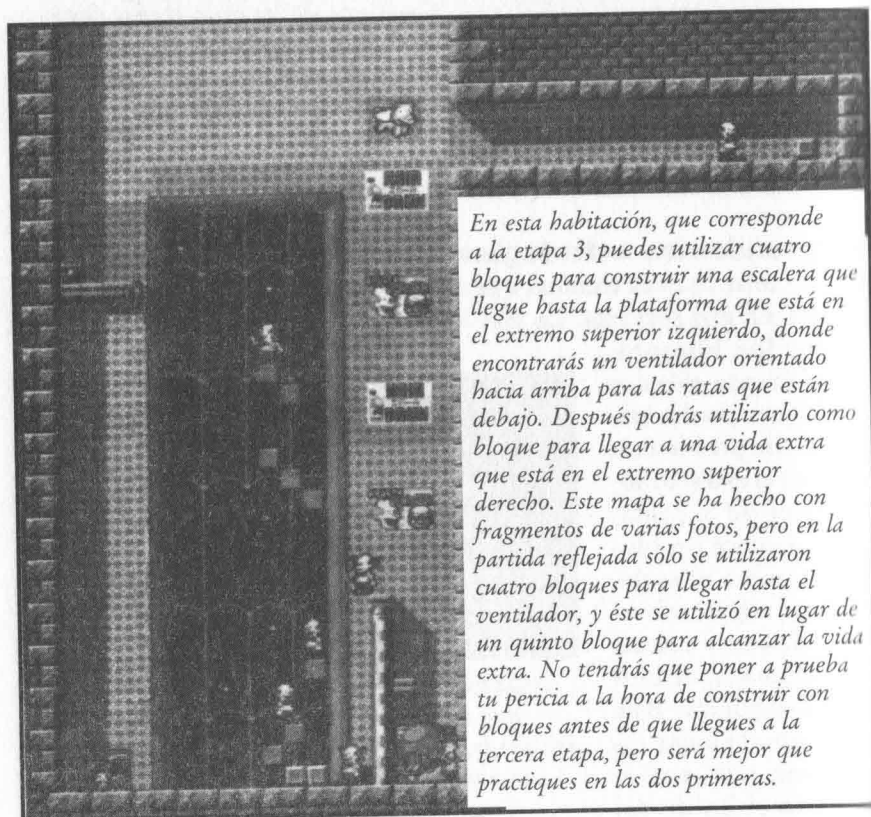 En esta habitación, que corresponde
a la etapa 3, puedes utilizar cuatro
bloques para construir una escalera que
llegue hasta la plataforma que está en
el extremo superior izquierdo, donde
encontrarás un ventilador orientado
hacia arriba para las ratas que están
debajo. Después podrás utilizarlo como
bloque para llegar a una vida extra
que está en el extremo superior
derecho. Este mapa se ha hecho con
fragmentos de varias fotos, pero en la
partida reflejada sólo se utilizaron
cuatro bloques para llegar hasta el
ventilador, y éste se utilizó en lugar de
un quinto bloque para alcanzar la vida
extra. No tendrás que poner a prueba
tu pericia a la hora de construir con
bloques antes de que llegues a la
tercera etapa, pero será mejor que
practiques en las dos primeras.